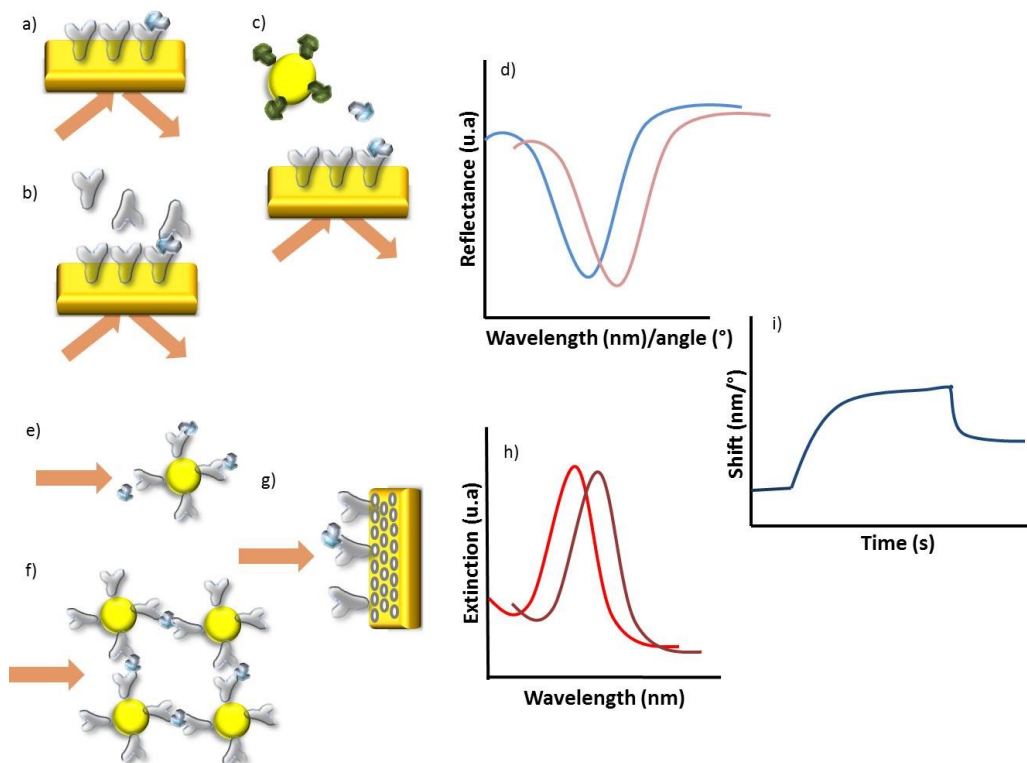 a)
b)
c)
d)
Reflectance (u.a)
Wavelength (nm)/angle (°)
e)
f)
g)
h)
Extinction (u.a)
Wavelength (nm)
i)
Shift (nm/°)
Time (s)